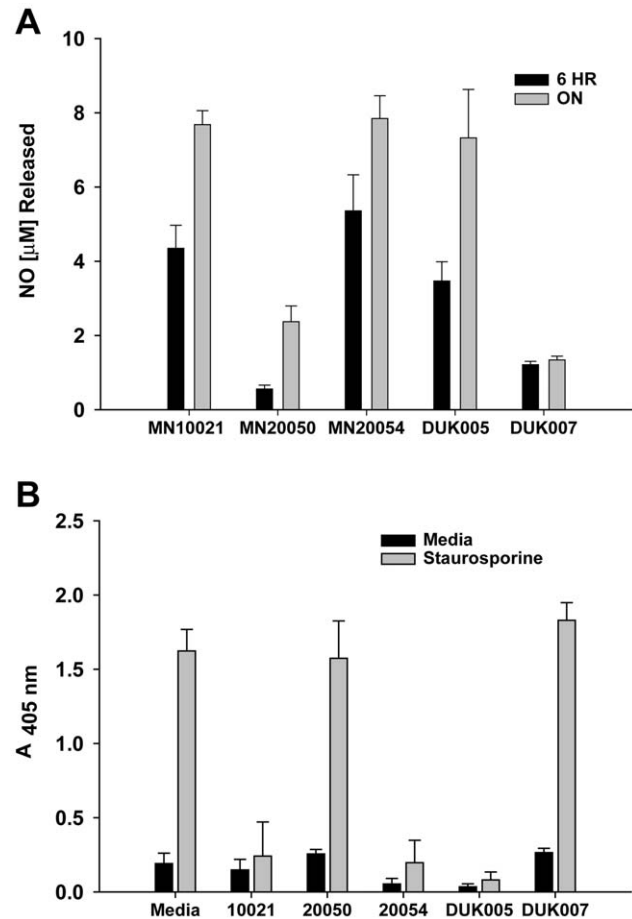 A
10
8
6
4
2
0
NO [µM] Released
6 HR
ON
MN10021 MN20050 MN20054 DUK005 DUK007
B
2.5
2.0
1.5
1.0
0.5
0.0
A 405 nm
Media
Staurosporine
Media 10021 20050 20054 DUK005 DUK007